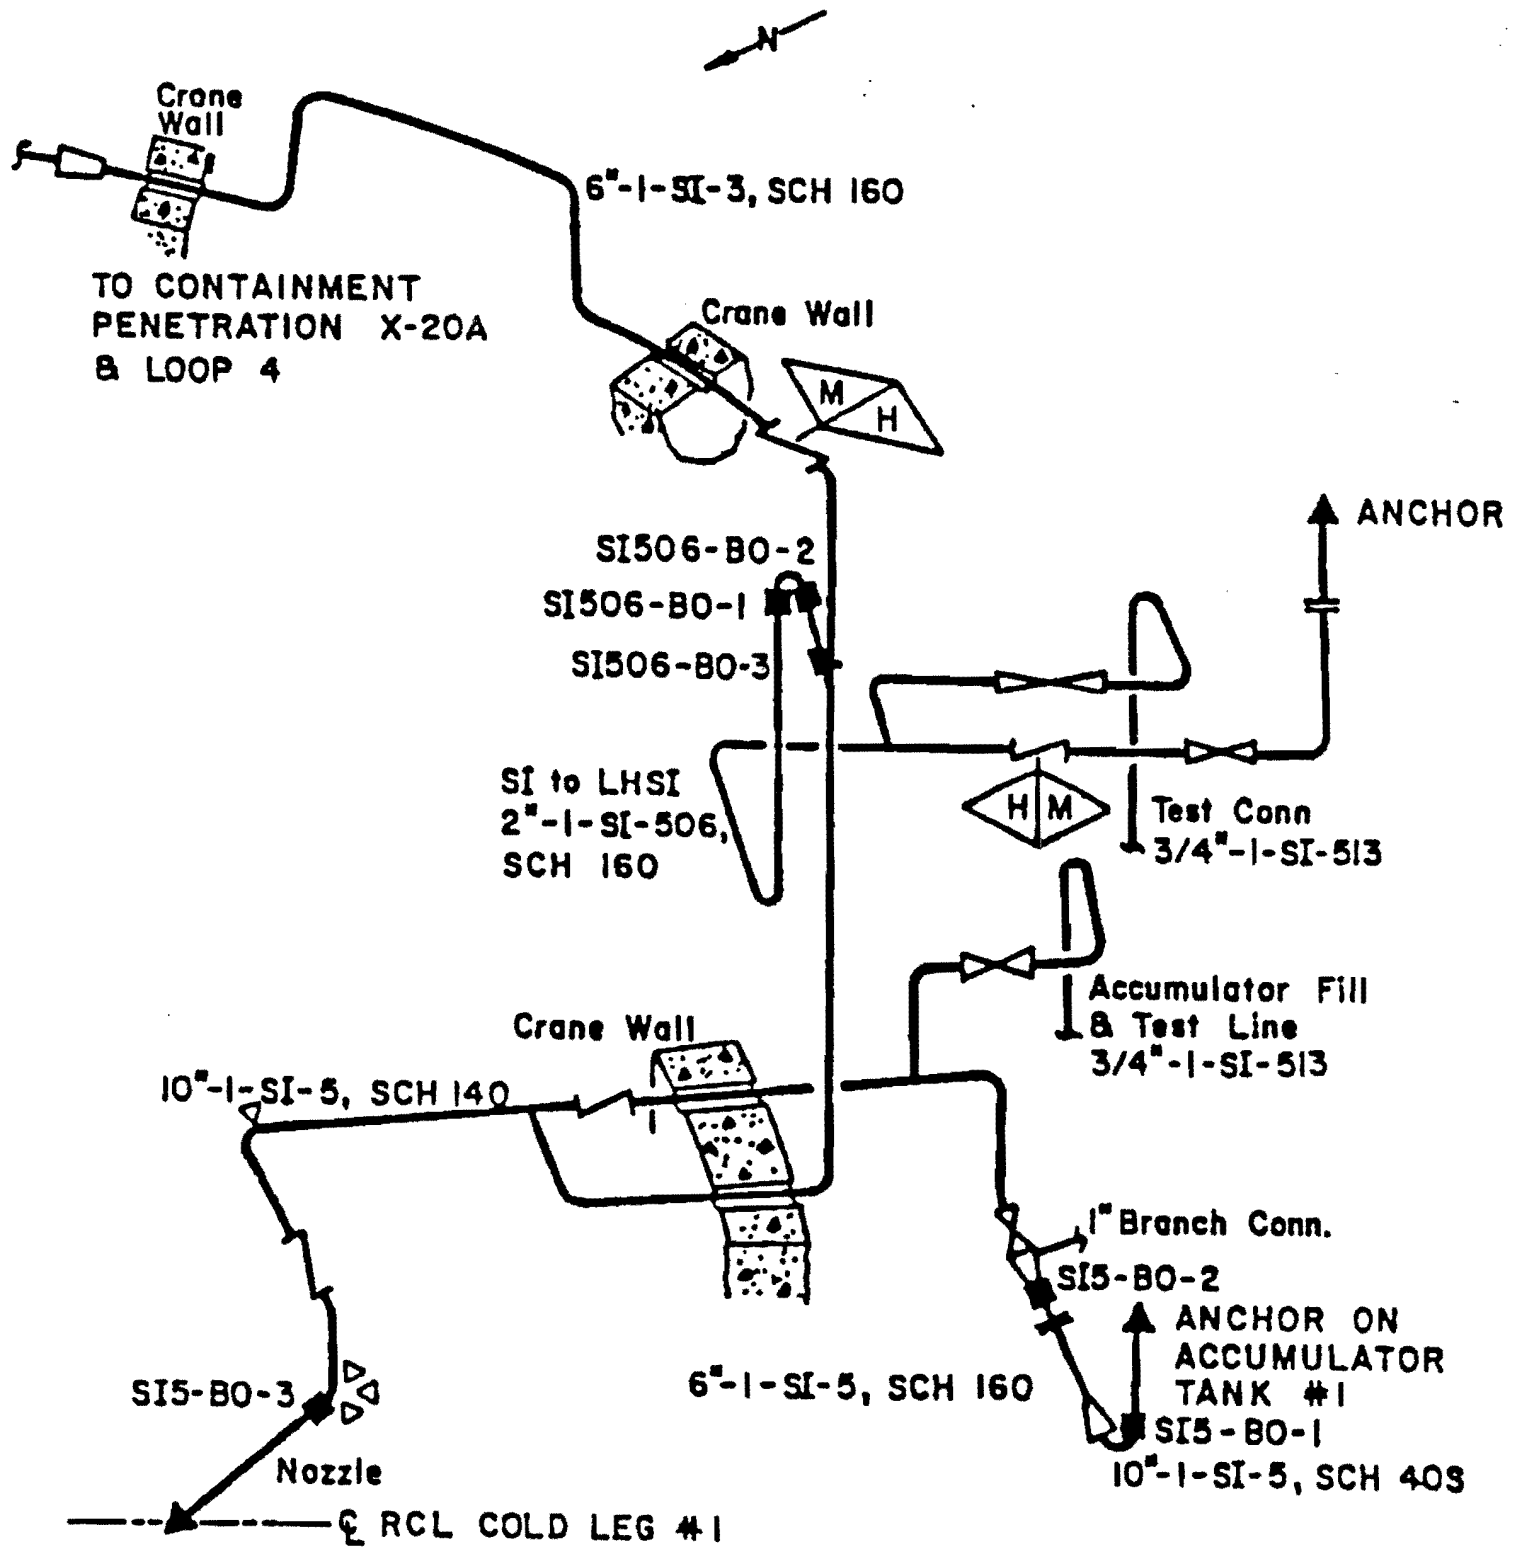 N
Crane
Wall
6"-1-SI-3, SCH 160
TO CONTAINMENT
PENETRATION X-20A
& LOOP 4
Crane Wall
M
H
ANCHOR
SI506-BO-2
SI506-BO-1
SI506-BO-3
SI to LHSI
2"-1-SI-506,
SCH 160
H M
Test Conn
3/4"-1-SI-513
Accumulator Fill
& Test Line
3/4"-1-SI-513
Crane Wall
10"-1-SI-5, SCH 140
1" Branch Conn.
SI5-BO-2
ANCHOR ON
ACCUMULATOR
TANK #1
SI5-BO-1
10"-1-SI-5, SCH 40S
6"-1-SI-5, SCH 160
SI5-BO-3
Nozzle
℄ RCL COLD LEG #1